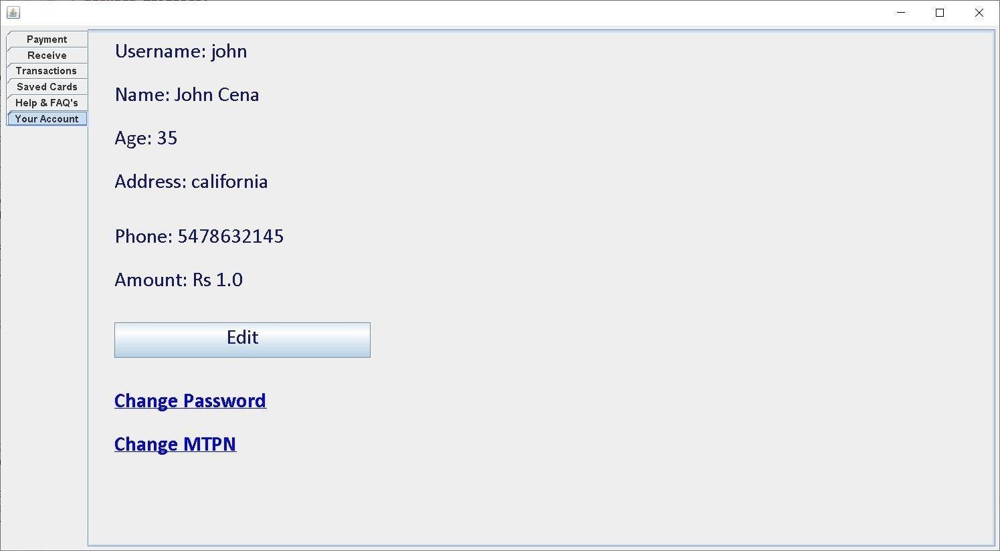 Payment
Receive
Transactions
Saved Cards
Help & FAQ's
Your Account
Username: john
Name: John Cena
Age: 35
Address: california
Phone: 5478632145
Amount: Rs 1.0
Edit
Change Password
Change MTPN